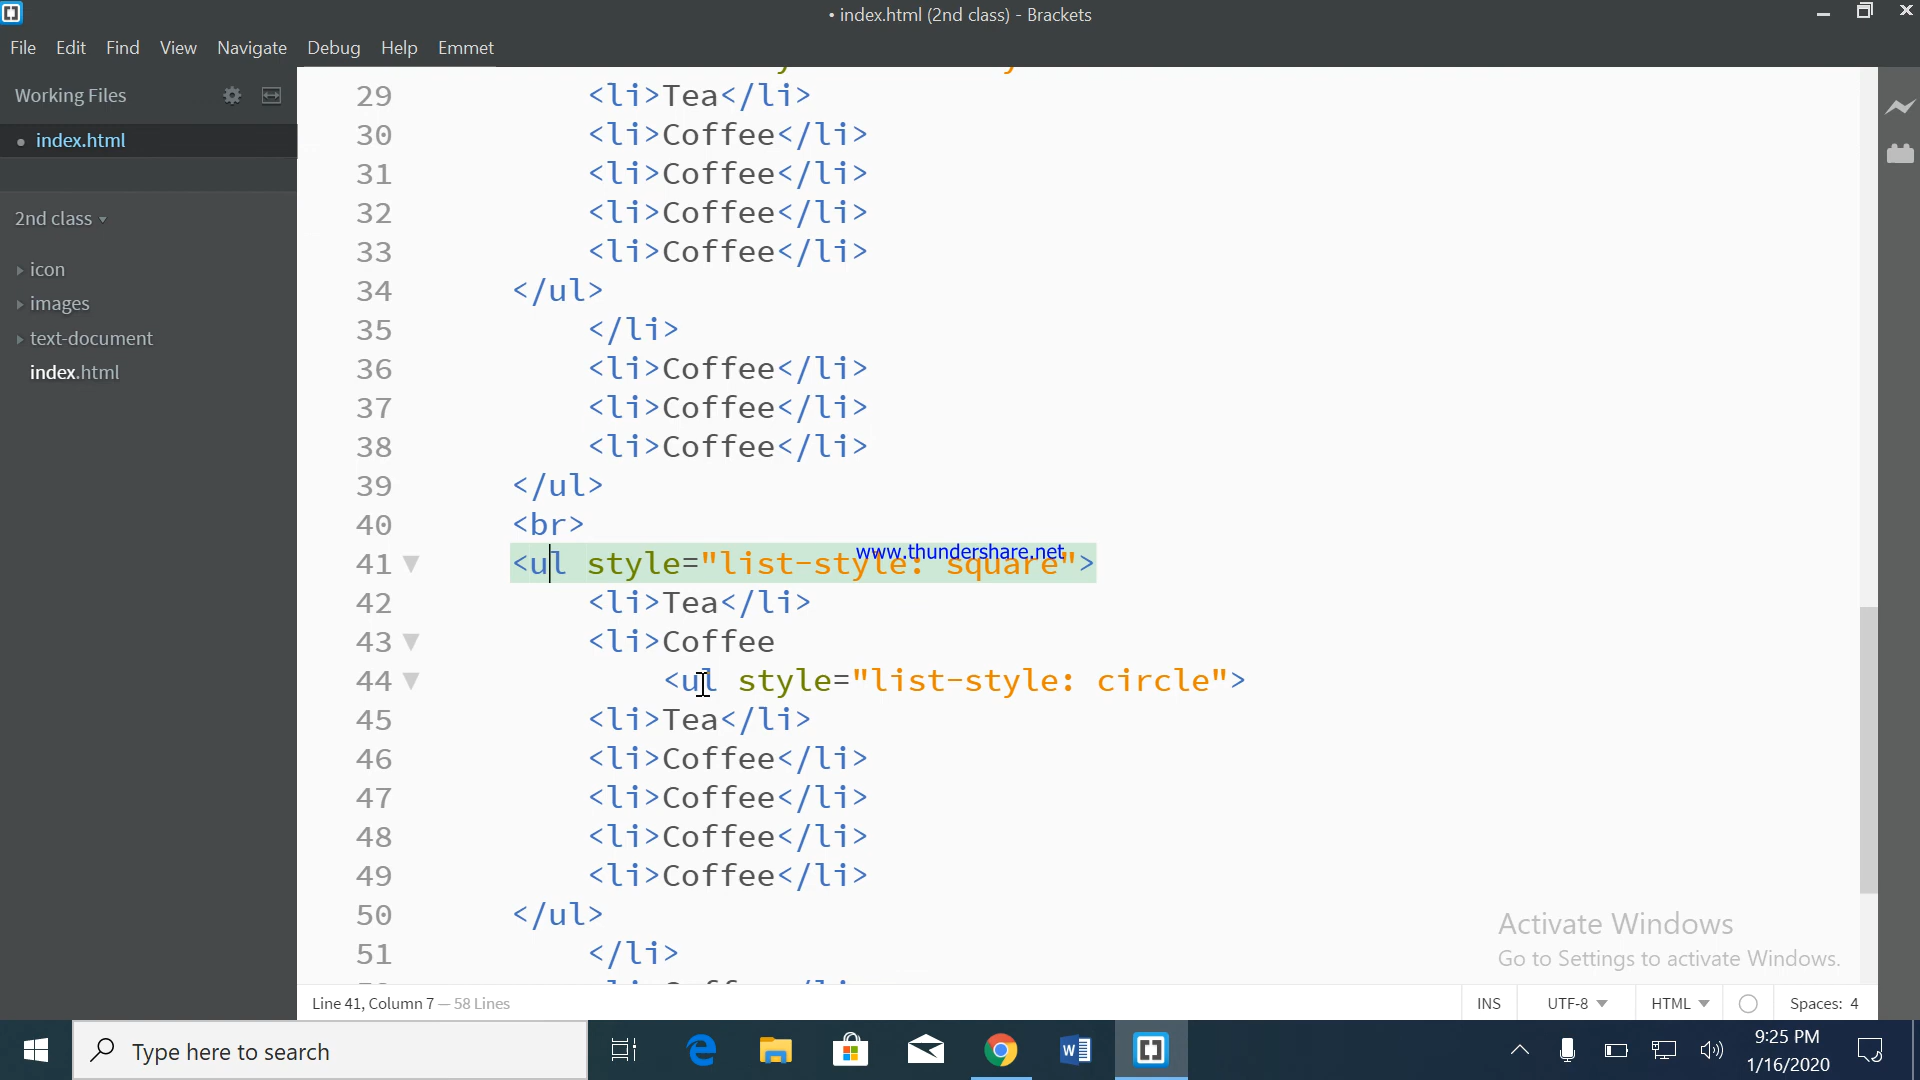 • index.html (2nd class) - Brackets
File Edit Find View Navigate Debug Help Emmet
Working Files
• index.html
2nd class
icon
images
text-document
index.html
29 <li>Tea</li>
30 <li>Coffee</li>
31 <li>Coffee</li>
32 <li>Coffee</li>
33 <li>Coffee</li>
34 </ul>
35 </li>
36 <li>Coffee</li>
37 <li>Coffee</li>
38 <li>Coffee</li>
39 </ul>
40 <br>
www.thundershare.net
41 <ul style="list-style: square">
42 <li>Tea</li>
43 <li>Coffee
44 <ul style="list-style: circle">
45 <li>Tea</li>
46 <li>Coffee</li>
47 <li>Coffee</li>
48 <li>Coffee</li>
49 <li>Coffee</li>
50 </ul>
51 </li>
Activate Windows
Go to Settings to activate Windows.
Line 41, Column 7 — 58 Lines
INS UTF-8 HTML Spaces: 4
Type here to search
9:25 PM
1/16/2020